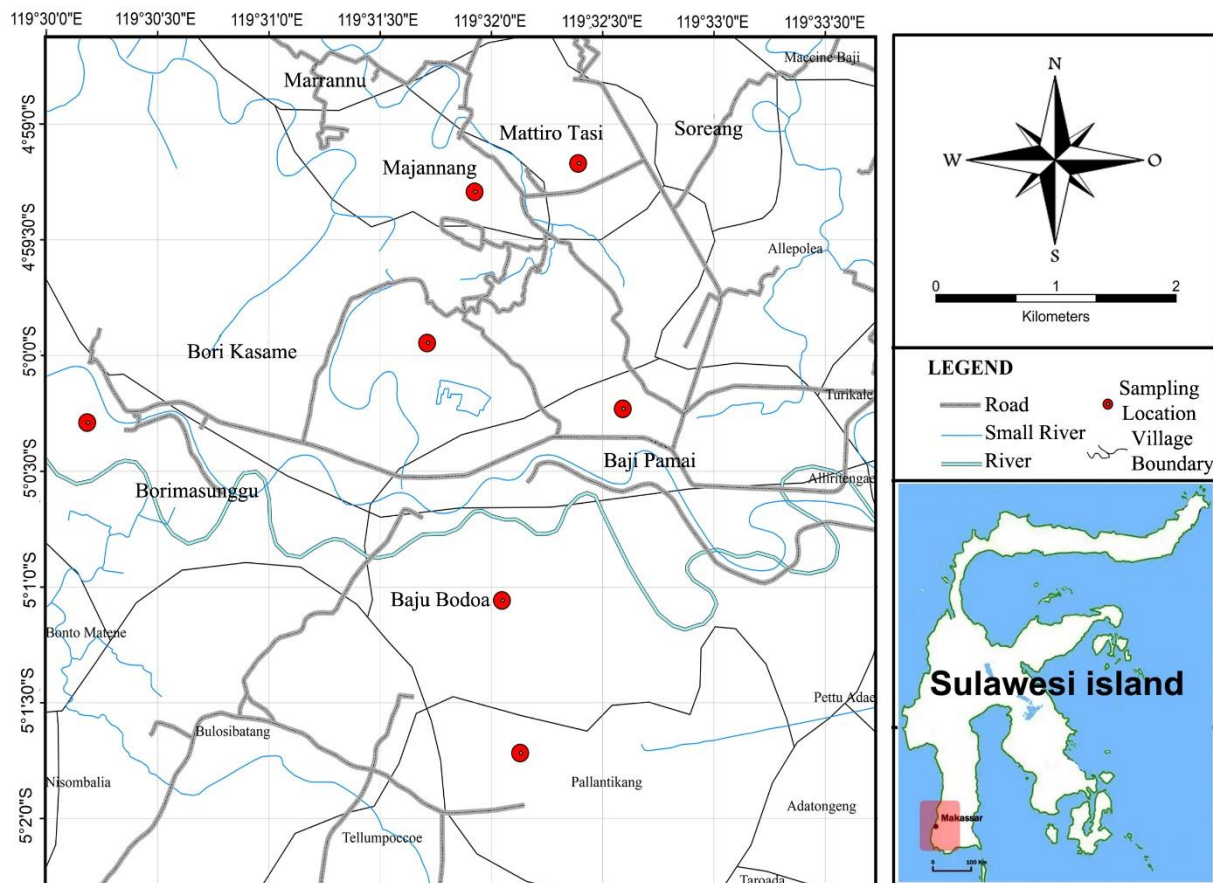 119°30'0"E 119°31'0"E 119°31'30"E 119°32'0"E 119°32'30"E 119°33'0"E 119°33'30"E
4°59'0"S
4°59'30"S
5°0'0"S
5°0'30"S
5°1'0"S
5°1'30"S
5°2'0"S
Marrannu
Maccine Baji
Mattiro Tasi
Soreang
Majannang
Allepolea
Bori Kasame
Turikale
Baji Pamai
Alliritengae
Borimasunggu
Baju Bodoa
Bonto Matene
Pettu Adae
Bulosibatang
Nisombalia
Pallantikang
Adatongeng
Tellumpoccoe
Taroada
N
W
O
S
0 1 2
Kilometers
LEGEND
Road
Small River
River
Sampling
Location
Village
Boundary
Sulawesi island
Makassar
0 100 Km